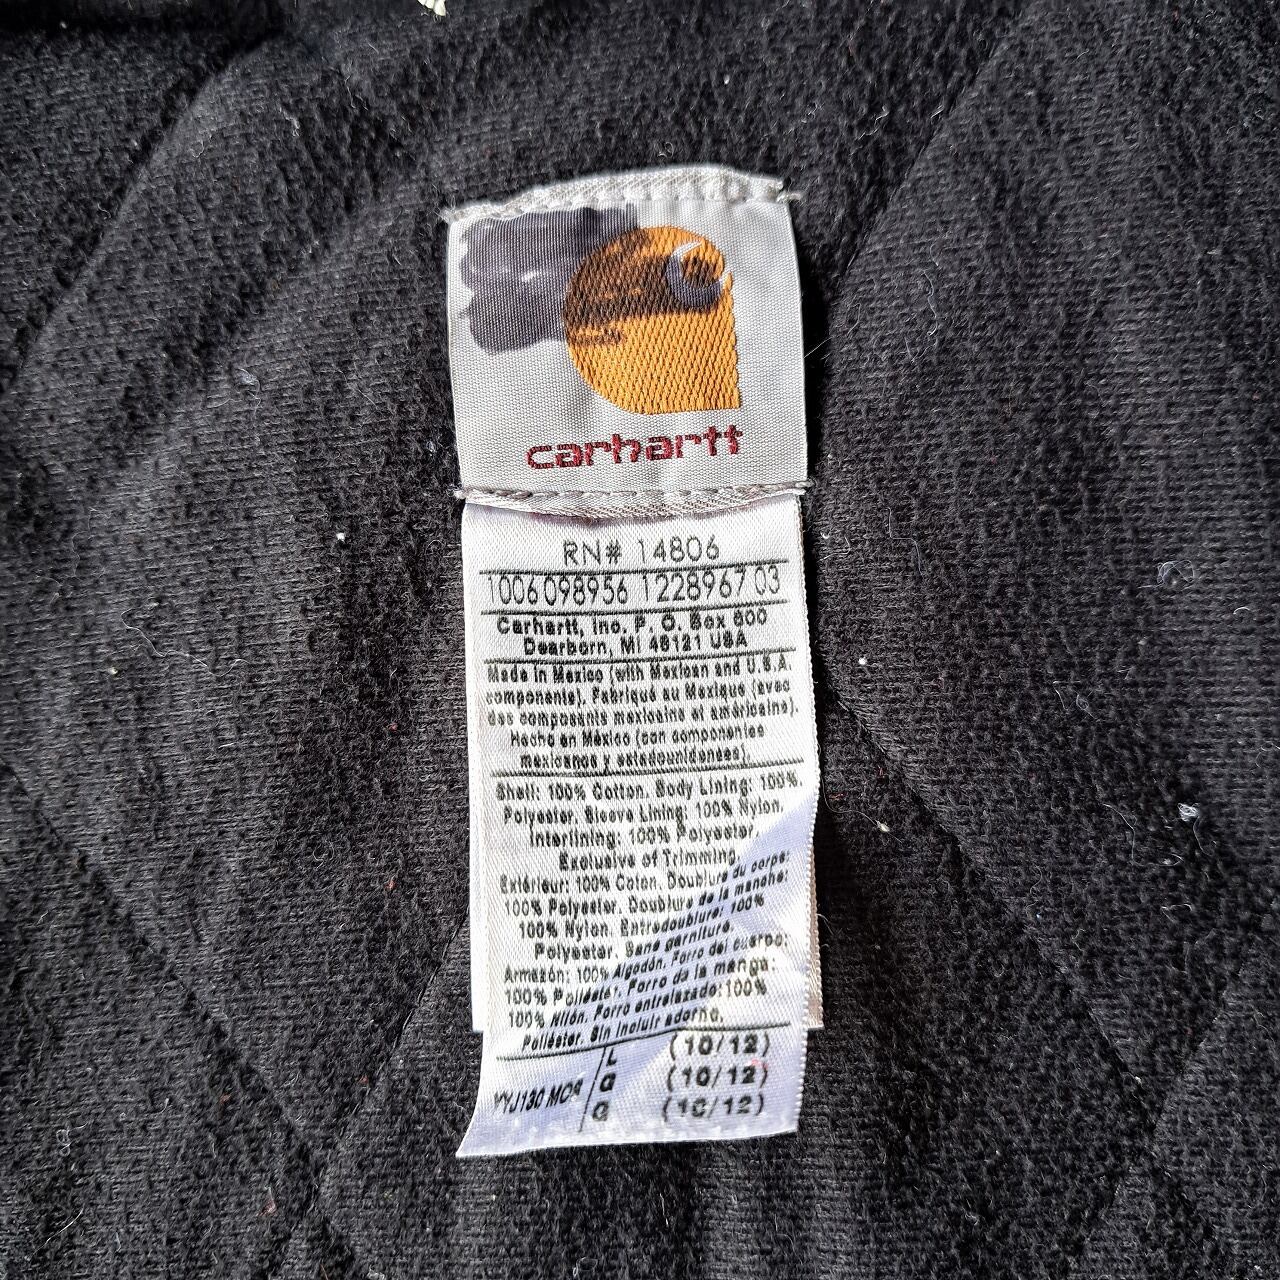 carhartt
RN# 14806
1006098956 1228967 03
Carhartt, Inc. P. O. Box 600
Dearborn, MI 48121 USA
Made in Mexico (with Mexican and U.S.A.
components). Fabriqué au Mexique (avec
des composants mexicains et américains).
Hecho en México (con componentes
mexicanos y estadounidenses).
Shell: 100% Cotton. Body Lining: 100%
Polyester. Sleeve Lining: 100% Nylon.
Interlining: 100% Polyester.
Exclusive of Trimming.
Extérieur: 100% Coton. Doublure du corps:
100% Polyester. Doublure de la manche:
100% Nylon. Entredoublure: 100%
Polyester. Sans garniture.
Armazón: 100% Algodón. Forro del cuerpo:
100% Poliéster. Forro de la manga:
100% Nilón. Forro entrelazado:100%
Poliéster. Sin incluir adorno.
L (10/12)
WJ130 MOS / G (10/12)
G (10/12)